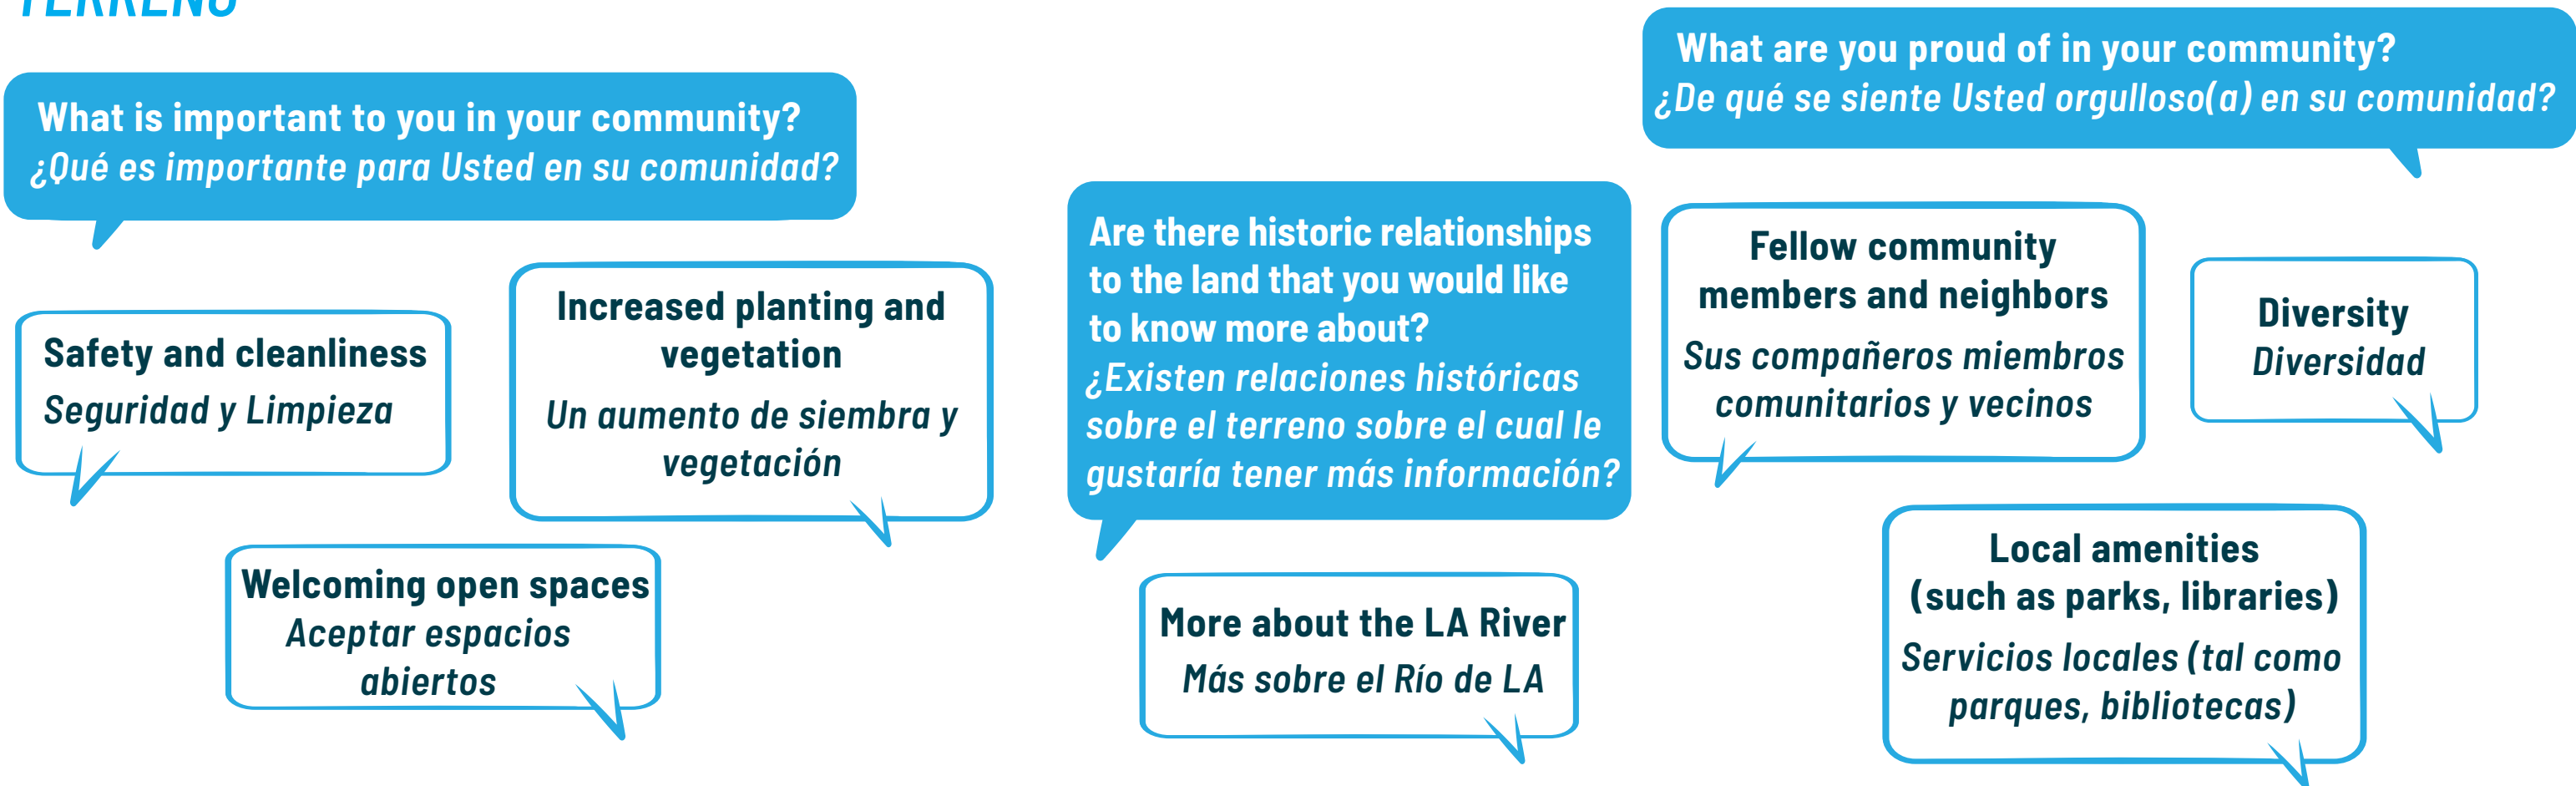 TERRENO
What is important to you in your community?
¿Qué es importante para Usted en su comunidad?
Safety and cleanliness
Seguridad y Limpieza
Increased planting and
vegetation
Un aumento de siembra y
vegetación
Welcoming open spaces
Aceptar espacios
abiertos
Are there historic relationships
to the land that you would like
to know more about?
¿Existen relaciones históricas
sobre el terreno sobre el cual le
gustaría tener más información?
More about the LA River
Más sobre el Río de LA
What are you proud of in your community?
¿De qué se siente Usted orgulloso(a) en su comunidad?
Fellow community
members and neighbors
Sus compañeros miembros
comunitarios y vecinos
Diversity
Diversidad
Local amenities
(such as parks, libraries)
Servicios locales (tal como
parques, bibliotecas)